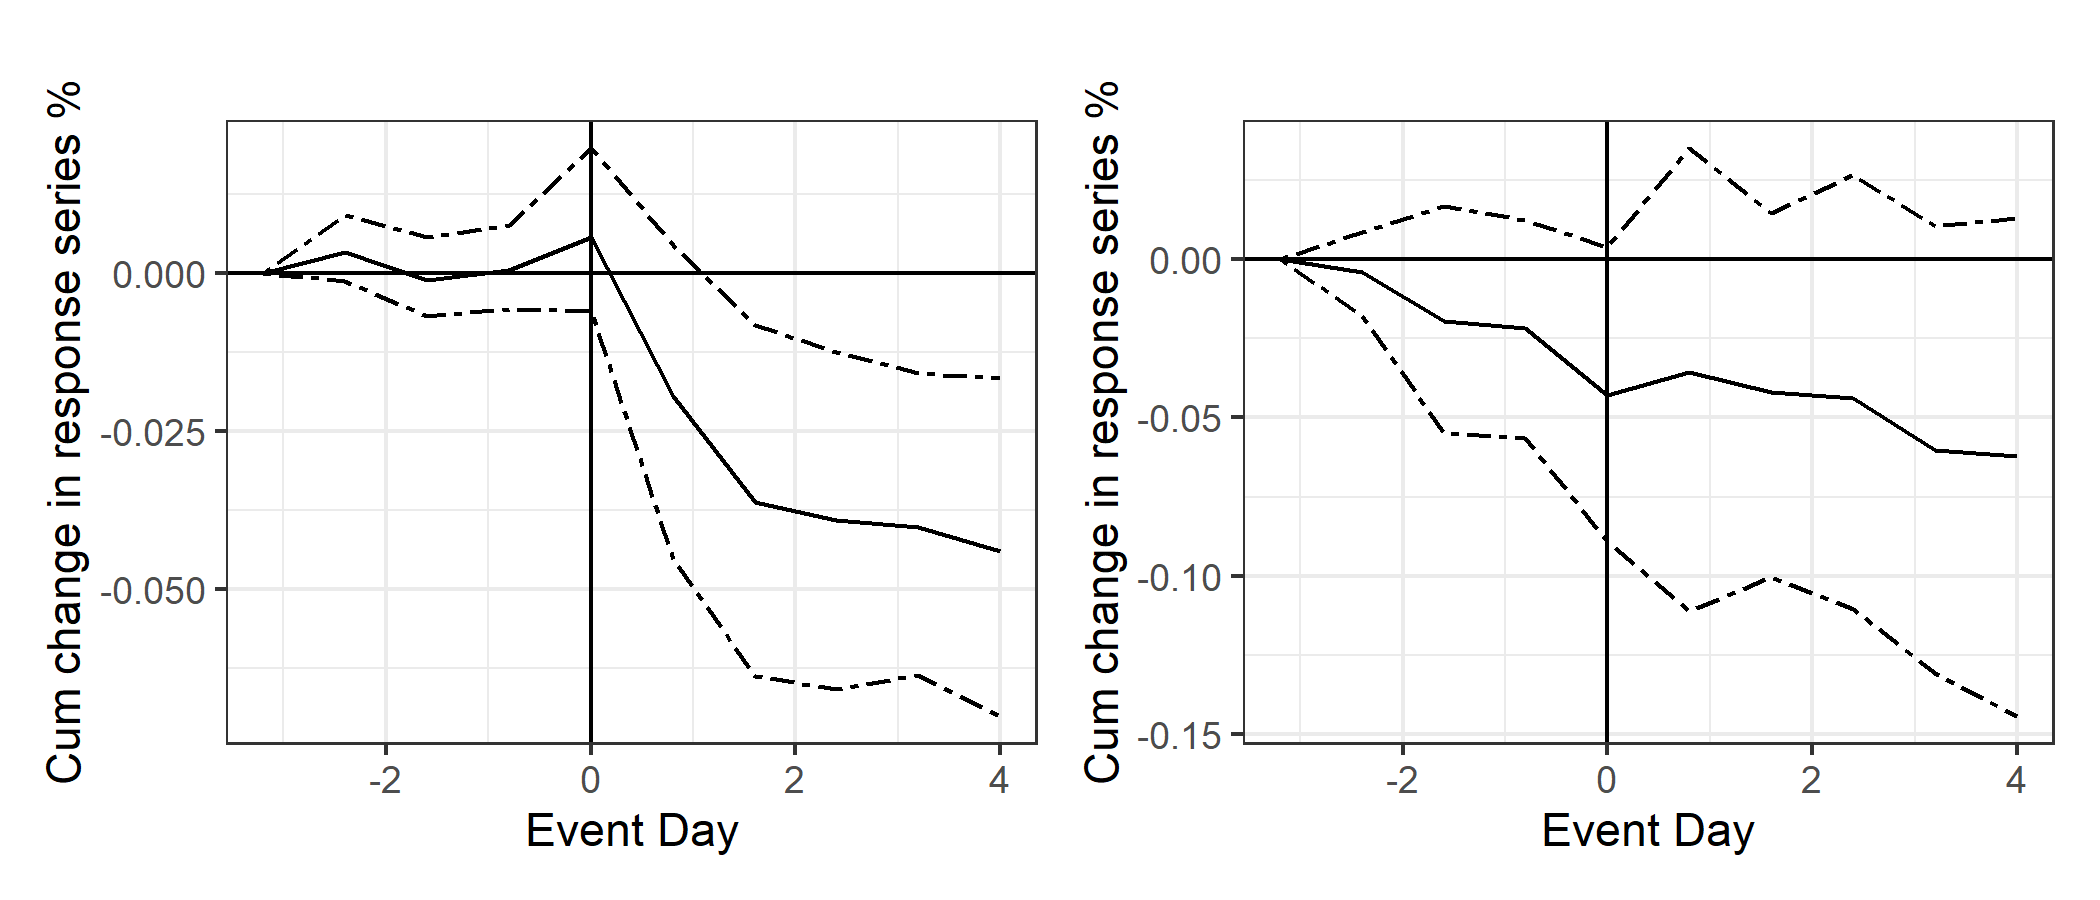 Cum change in response series %
0.000
-0.025
-0.050
-2 0 2 4
Event Day
Cum change in response series %
0.00
-0.05
-0.10
-0.15
-2 0 2 4
Event Day